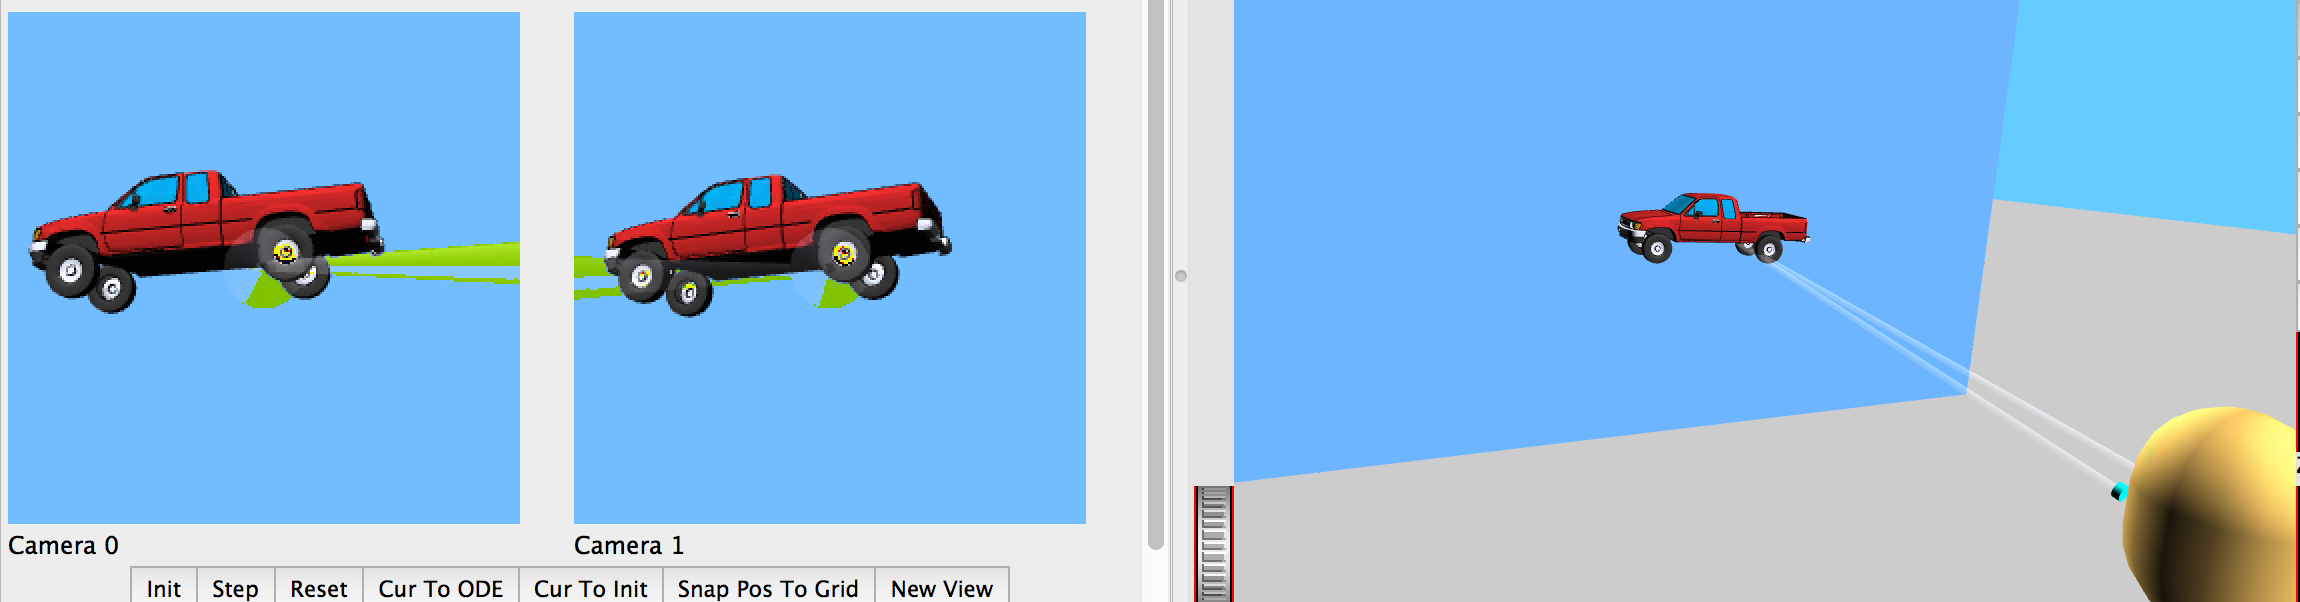 Camera 0
Camera 1
Init
Step
Reset
Cur To ODE
Cur To Init
Snap Pos To Grid
New View